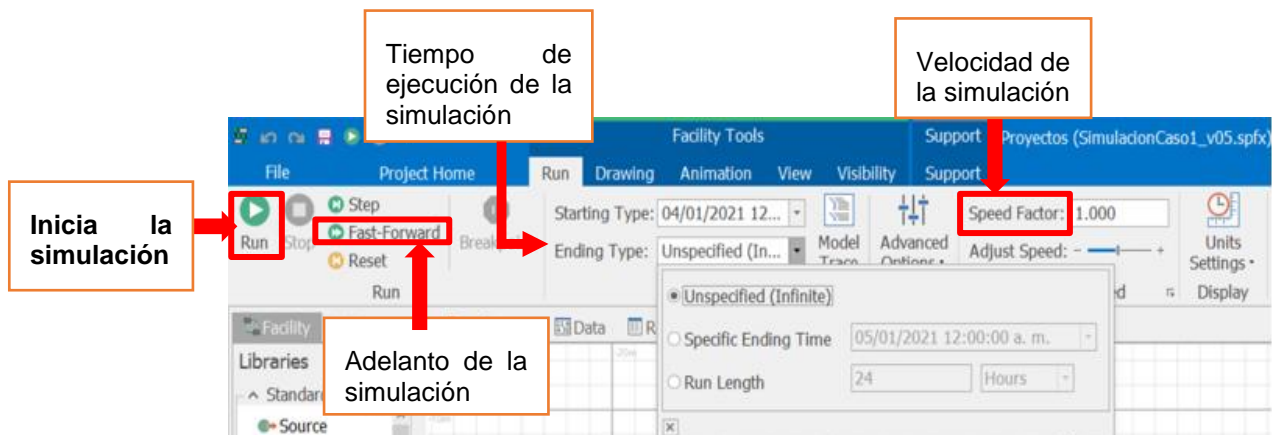 Tiempo de
ejecución de la
simulación
Velocidad de
la simulación
Facility Tools
Support
Proyectos (SimulacionCaso1_v05.spfx)
File
Project Home
Run
Drawing
Animation
View
Visibility
Support
Inicia la
simulación
Run
Stop
Step
Fast-Forward
Reset
Run
Starting Type: 04/01/2021 12...
Ending Type: Unspecified (In...
Model
Trace
Advanced
Options
Speed Factor: 1.000
Adjust Speed: - +
Units
Settings
Display
Unspecified (Infinite)
Specific Ending Time 05/01/2021 12:00:00 a. m.
Run Length 24 Hours
Facility
Data
R
Libraries
Adelanto de la
simulación
Source